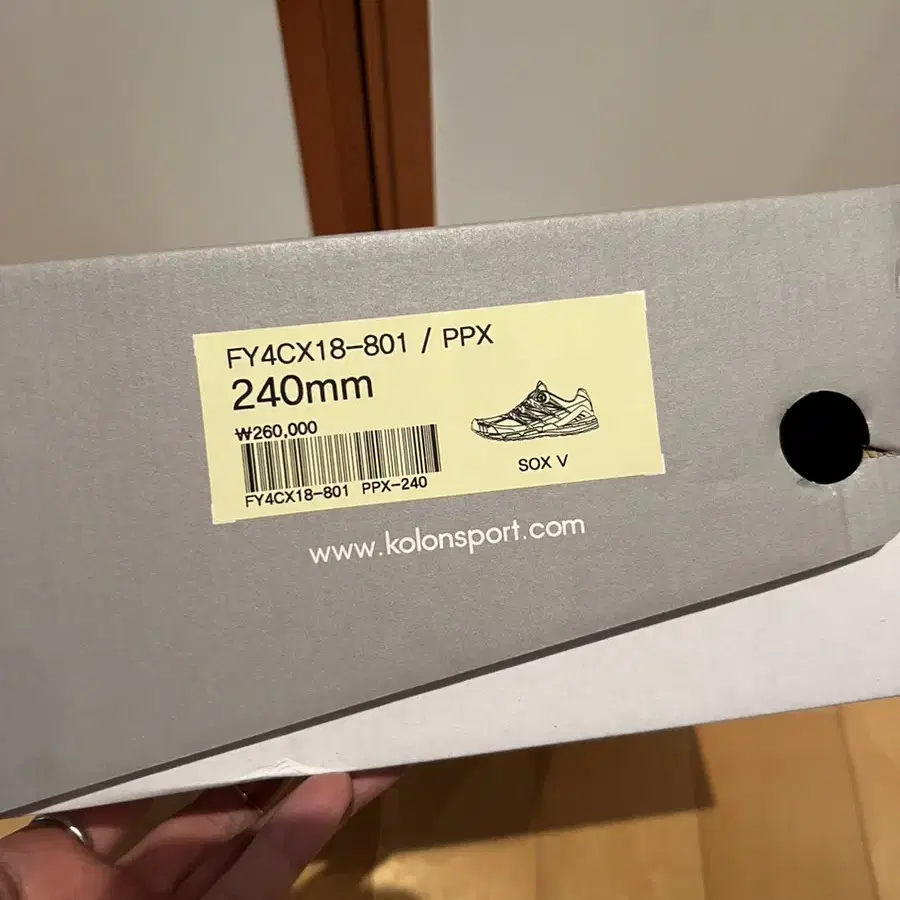 FY4CX18-801 / PPX
240mm
₩260,000
FY4CX18-801 PPX-240
SOX V
www.kolonsport.com